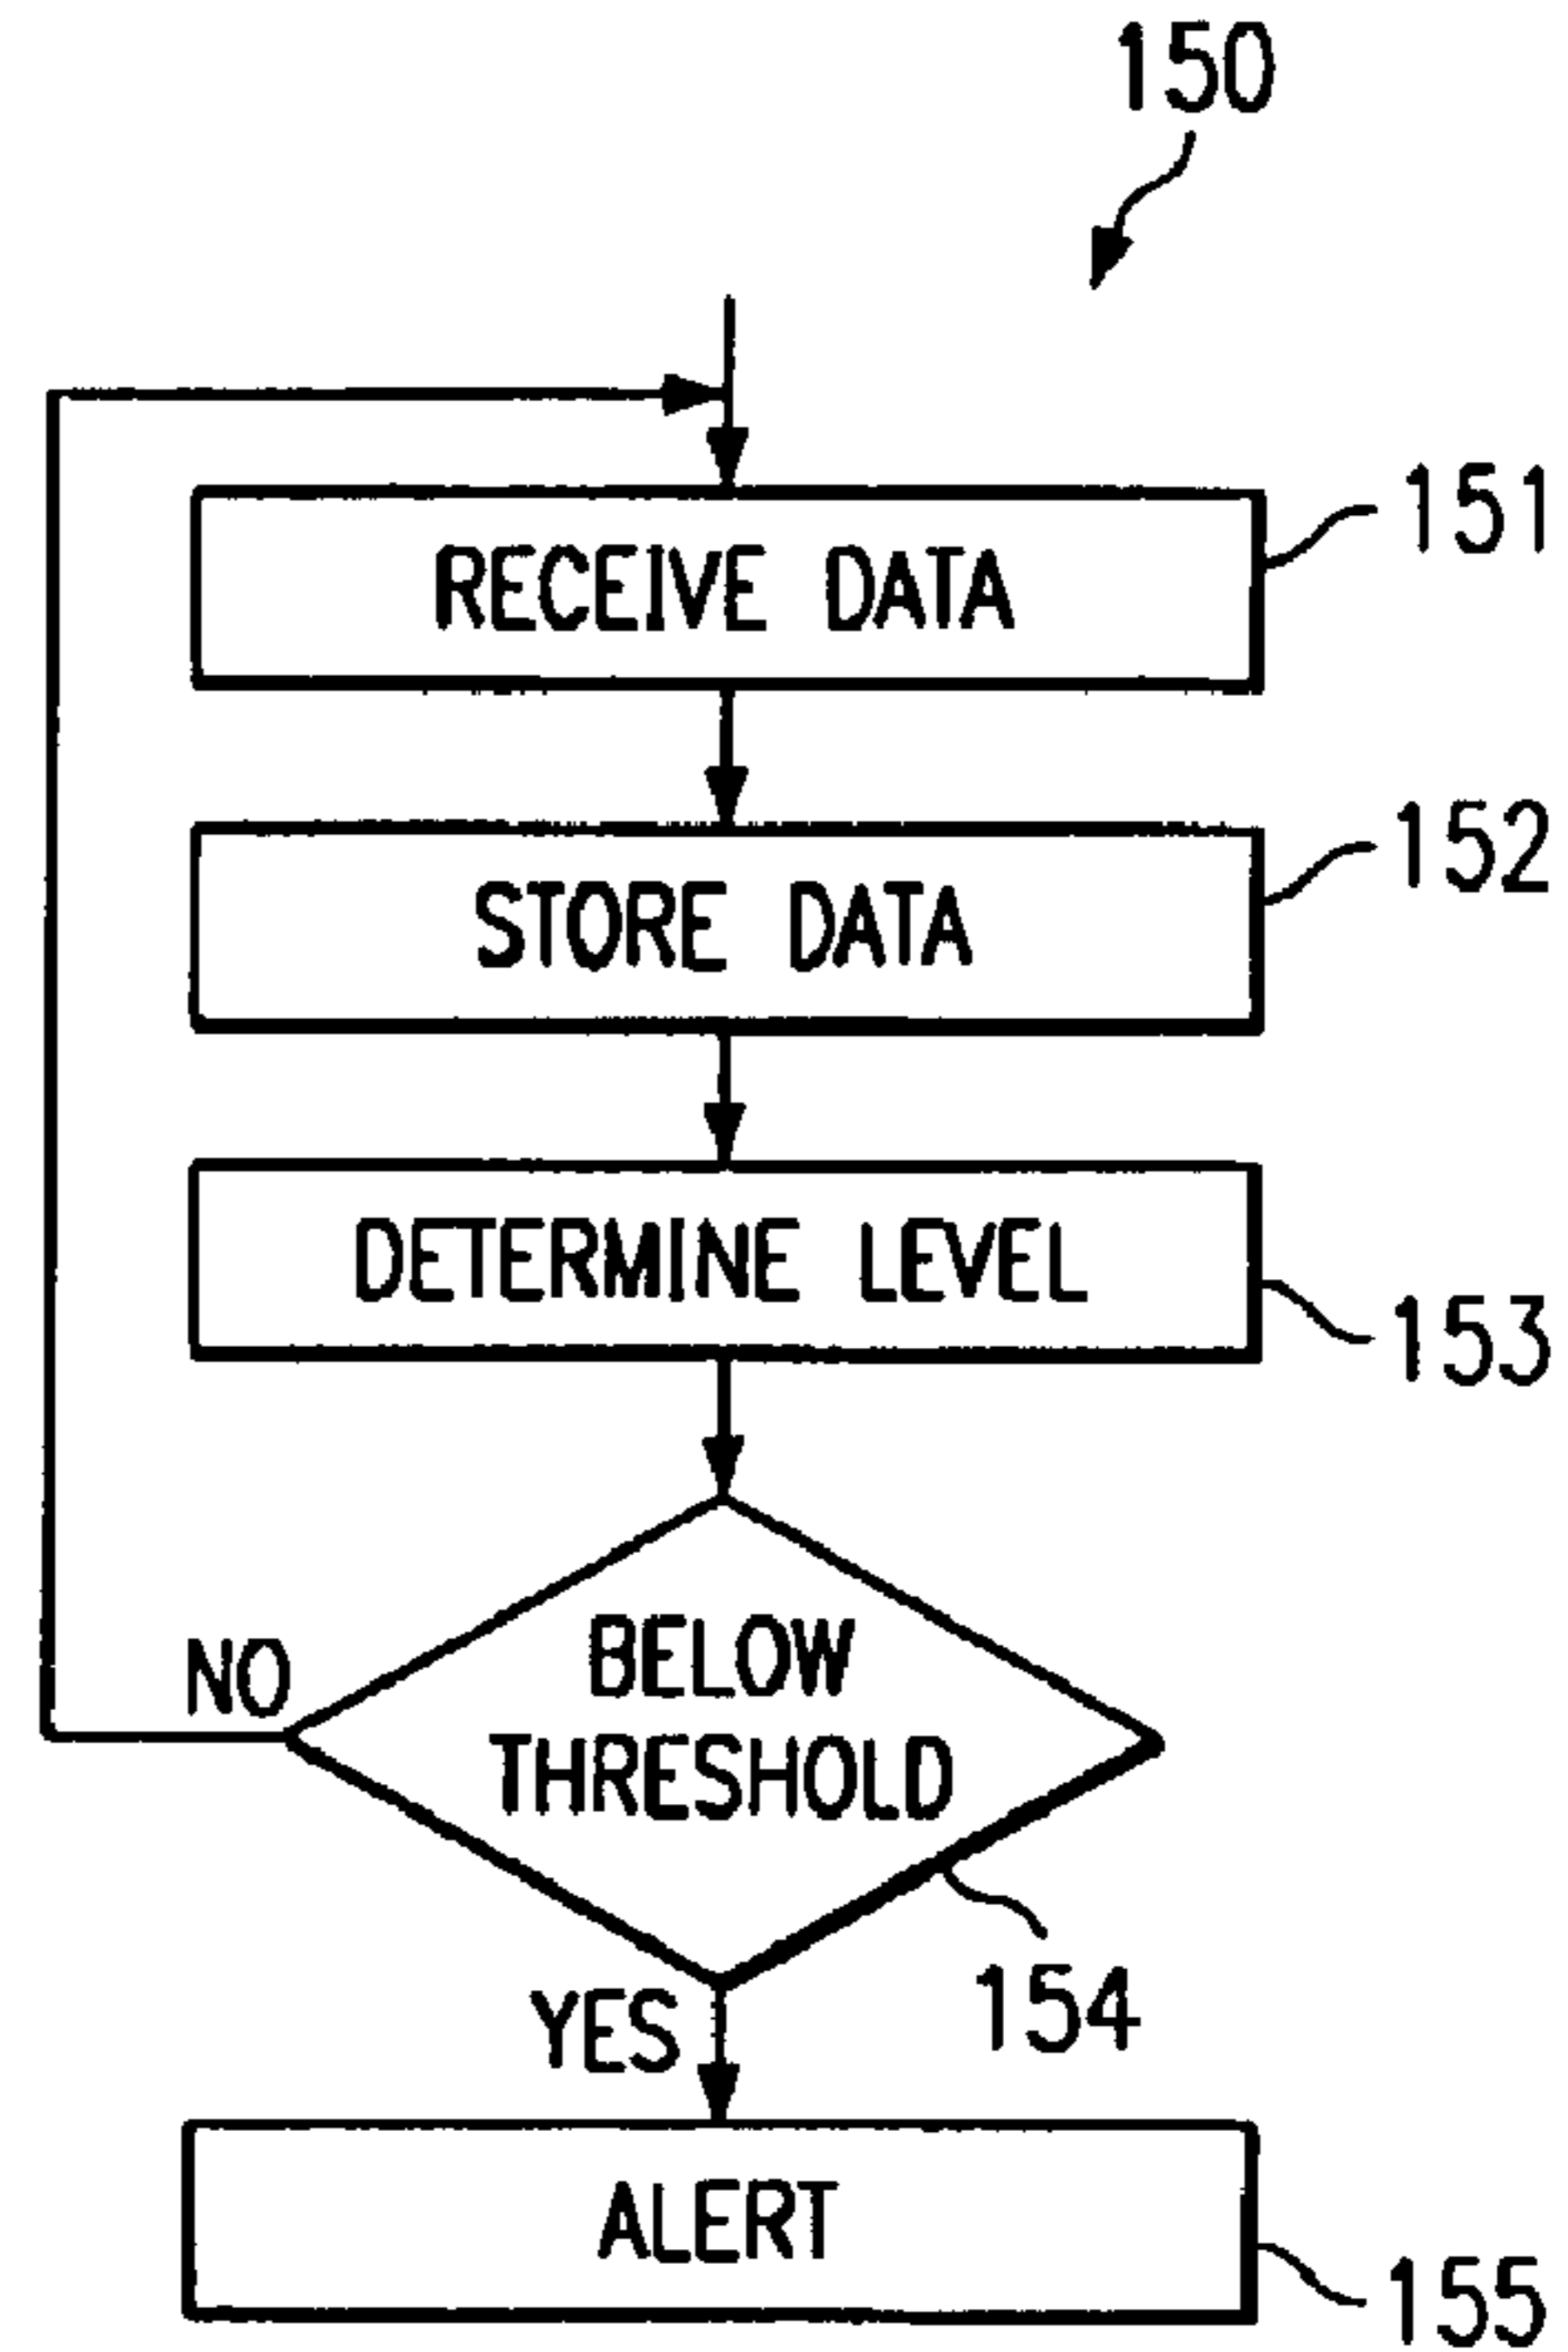 150
RECEIVE DATA
151
STORE DATA
152
DETERMINE LEVEL
153
BELOW
THRESHOLD
NO
154
YES
ALERT
155